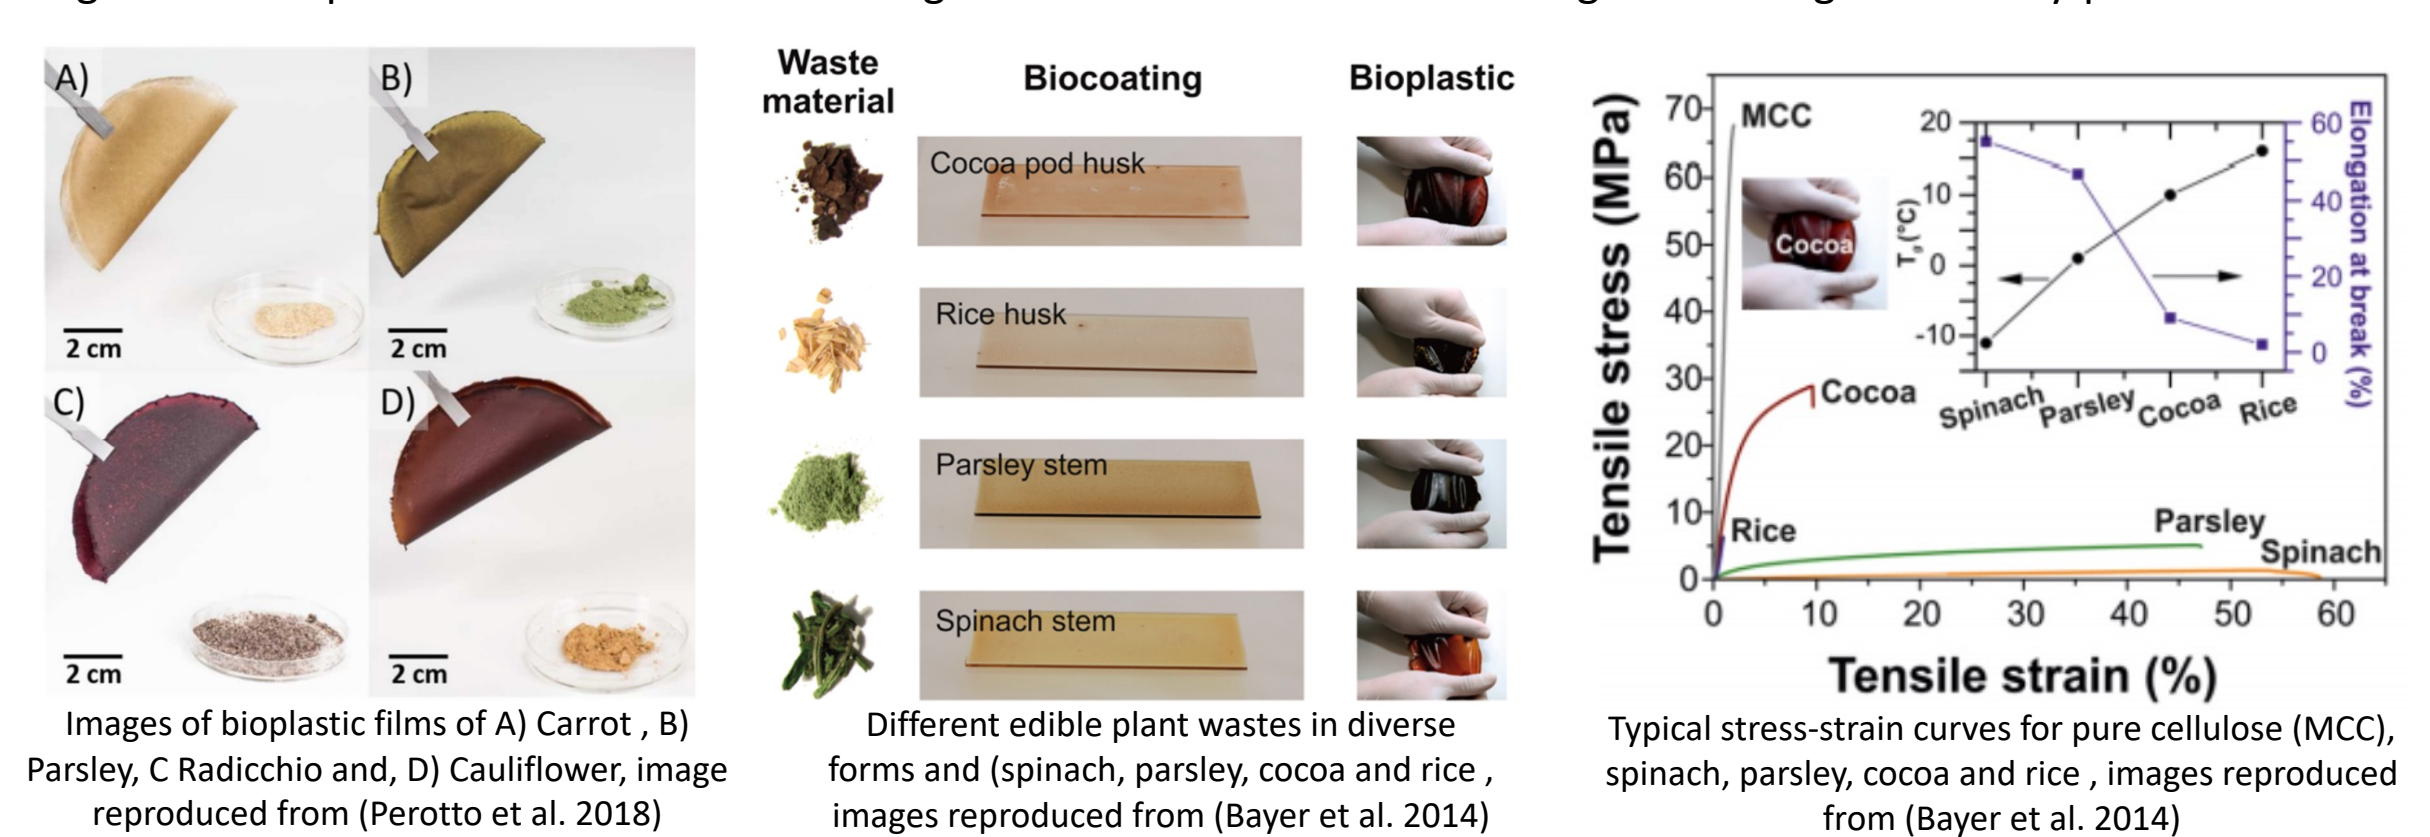 A)
B)
2 cm
2 cm
C)
D)
2 cm
2 cm
Images of bioplastic films of A) Carrot , B)
Parsley, C Radicchio and, D) Cauliflower, image
reproduced from (Perotto et al. 2018)
Waste
material
Biocoating
Bioplastic
Cocoa pod husk
Rice husk
Parsley stem
Spinach stem
Different edible plant wastes in diverse
forms and (spinach, parsley, cocoa and rice ,
images reproduced from (Bayer et al. 2014)
Tensile stress (MPa)
70
60
50
40
30
20
10
0
MCC
Cocoa
Cocoa
Rice
Parsley
Spinach
20
10
0
-10
Tg(°C)
60
40
20
0
Elongation at break (%)
Spinach
Parsley
Cocoa
Rice
0
10
20
30
40
50
60
Tensile strain (%)
Typical stress-strain curves for pure cellulose (MCC),
spinach, parsley, cocoa and rice , images reproduced
from (Bayer et al. 2014)